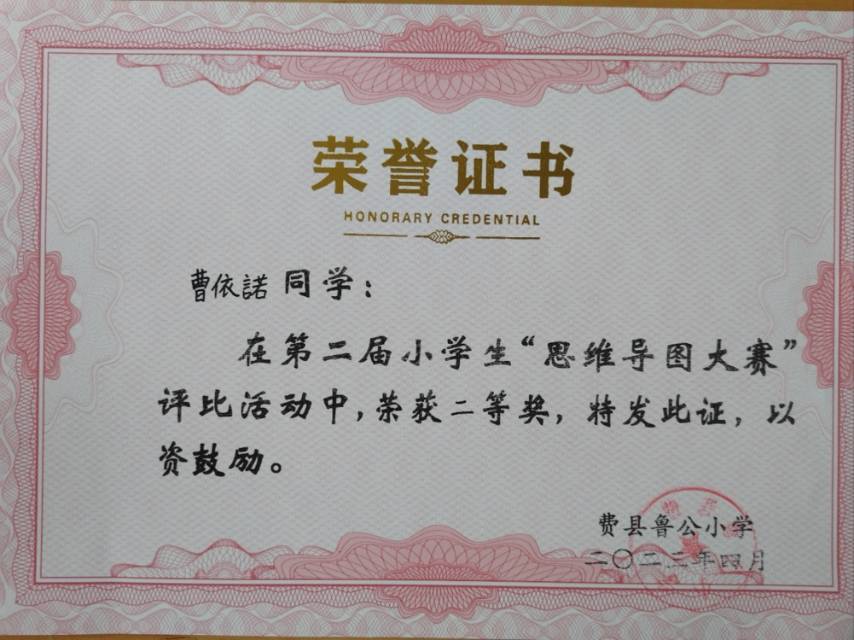 荣誉证书
HONORARY CREDENTIAL
曹依諾同学：
在第二届小学生“思维导图大赛”
评比活动中，荣获二等奖，特发此证，以
资鼓励。
费县鲁公小学
二〇二二年四月